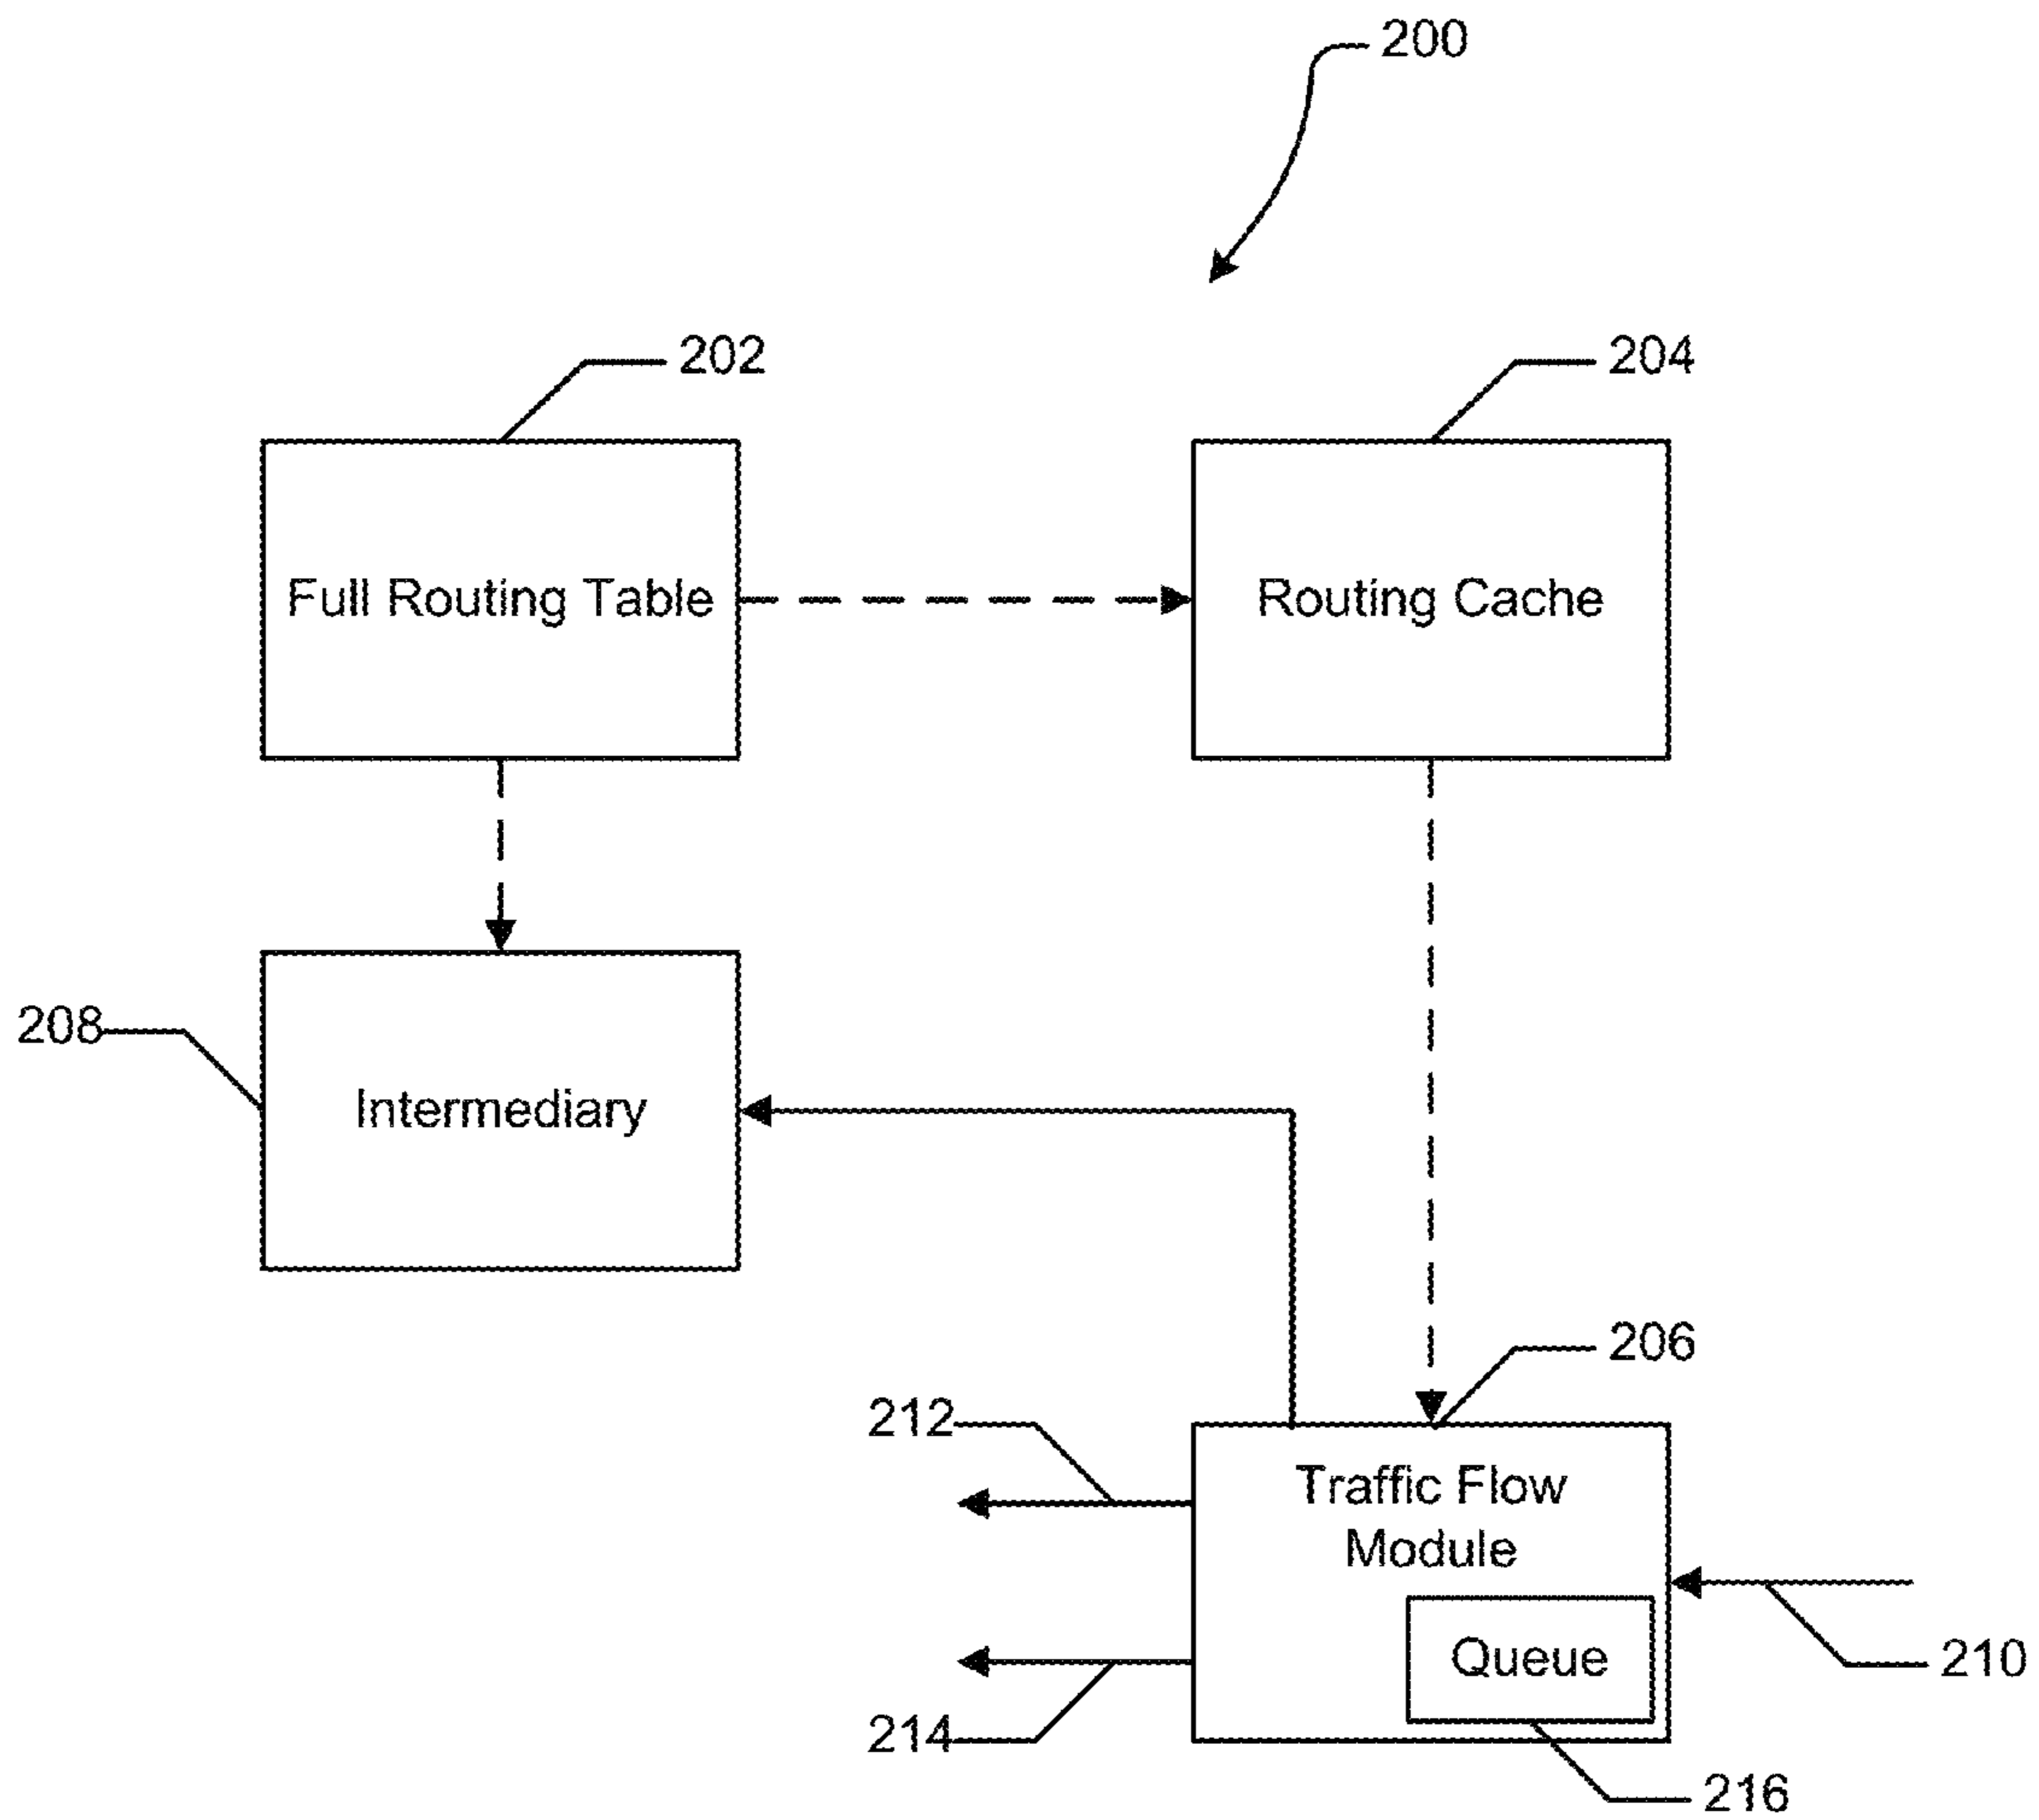 200
202
204
Full Routing Table
Routing Cache
208
Intermediary
206
212
Traffic Flow
Module
Queue
210
214
216